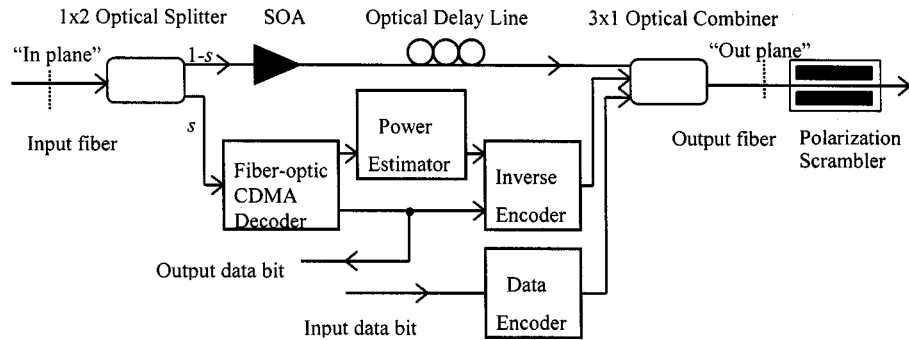 1x2 Optical Splitter
SOA
Optical Delay Line
3x1 Optical Combiner
“In plane”
1-s
“Out plane”
s
Input fiber
Power
Estimator
Output fiber
Polarization
Scrambler
Fiber-optic
CDMA
Decoder
Inverse
Encoder
Output data bit
Data
Encoder
Input data bit